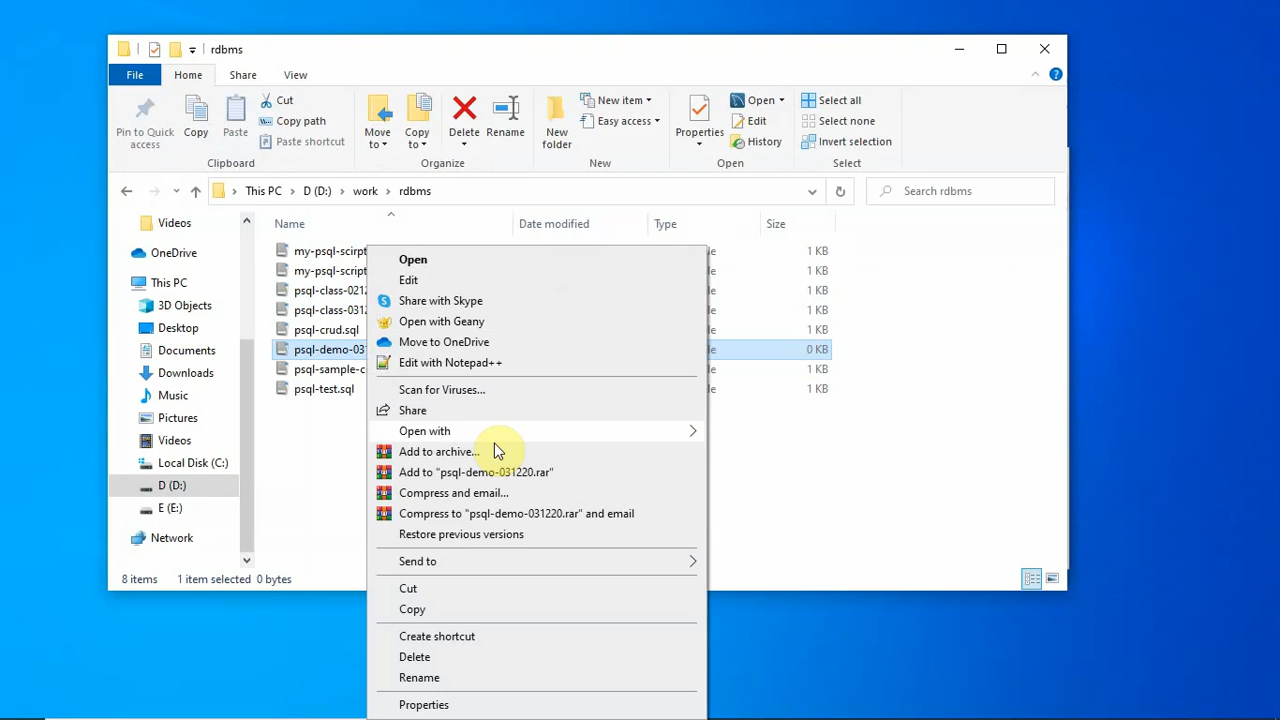 rdbms
File Home Share View
Pin to Quick access
Copy
Paste
Cut
Copy path
Paste shortcut
Clipboard
Move to
Copy to
Delete
Rename
Organize
New folder
New item
Easy access
New
Properties
Open
Edit
History
Open
Select all
Select none
Invert selection
Select
This PC > D (D:) > work > rdbms
Search rdbms
Videos
OneDrive
This PC
3D Objects
Desktop
Documents
Downloads
Music
Pictures
Videos
Local Disk (C:)
D (D:)
E (E:)
Network
Name Date modified Type Size
my-psql-scirpt 1 KB
my-psql-script 1 KB
psql-class-0212 1 KB
psql-class-0312 1 KB
psql-crud.sql 1 KB
psql-demo-031 0 KB
psql-sample-c 1 KB
psql-test.sql 1 KB
Open
Edit
Share with Skype
Open with Geany
Move to OneDrive
Edit with Notepad++
Scan for Viruses...
Share
Open with
Add to archive...
Add to "psql-demo-031220.rar"
Compress and email...
Compress to "psql-demo-031220.rar" and email
Restore previous versions
Send to
Cut
Copy
Create shortcut
Delete
Rename
Properties
8 items 1 item selected 0 bytes